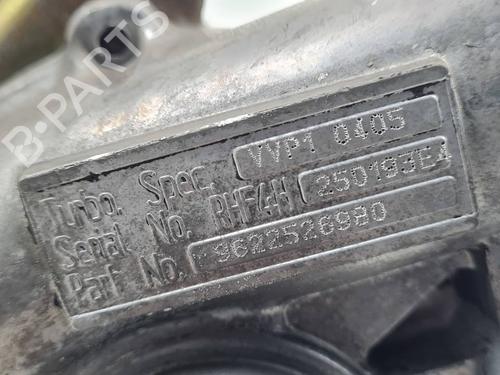 B-PARTS
Turbo. Spec. VVP1 0405
Serial No. RHF4H 250193E4
Part No. 9622526980